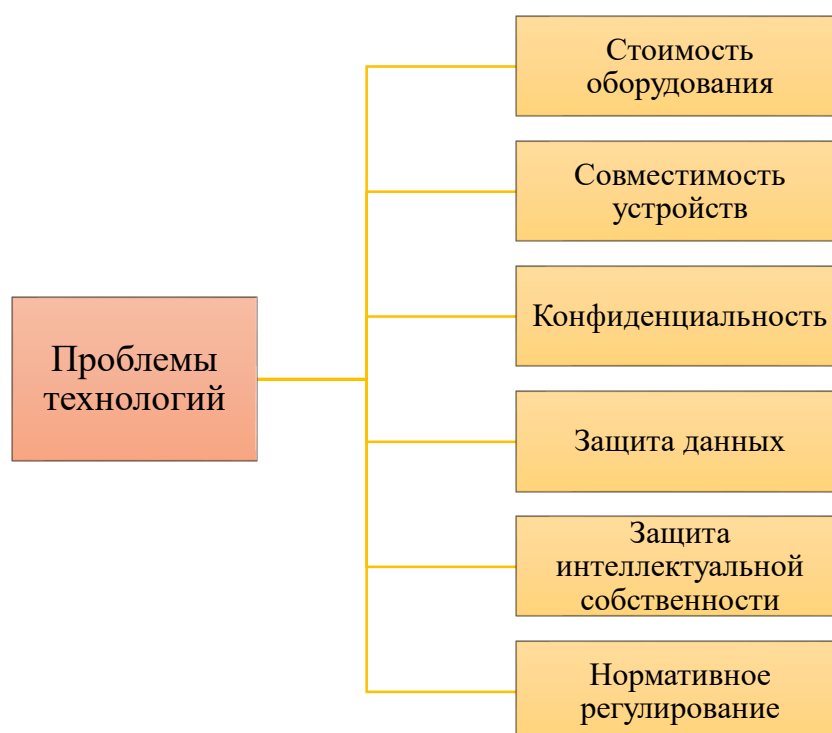 Стоимость
оборудования
Совместимость
устройств
Конфиденциальность
Проблемы
технологий
Защита данных
Защита
интеллектуальной
собственности
Нормативное
регулирование